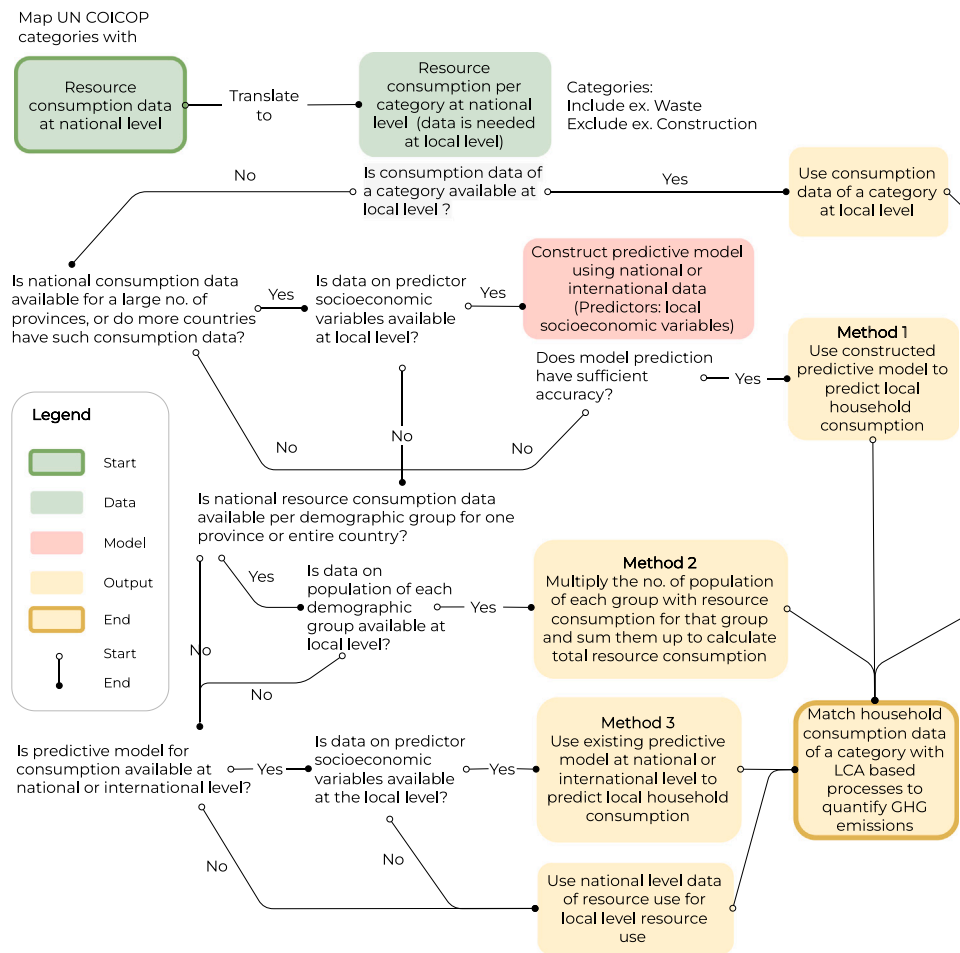 Map UN COICOP
categories with
Resource
consumption data
at national level
Translate
to
Resource
consumption per
category at national
level (data is needed
at local level)
Categories:
Include ex. Waste
Exclude ex. Construction
No
Is consumption data of
a category available at
local level ?
Yes
Use consumption
data of a category
at local level
Is national consumption data
available for a large no. of
provinces, or do more countries
have such consumption data?
Yes
Is data on predictor
socioeconomic
variables available
at local level?
Yes
Construct predictive model
using national or
international data
(Predictors: local
socioeconomic variables)
Does model prediction
have sufficient
accuracy?
Yes
Method 1
Use constructed
predictive model to
predict local
household
consumption
No
No
No
Legend
Start
Data
Model
Output
End
Start
End
Is national resource consumption data
available per demographic group for one
province or entire country?
Yes
No
Is data on
population of each
demographic
group available at
local level?
Yes
No
Method 2
Multiply the no. of population
of each group with resource
consumption for that group
and sum them up to calculate
total resource consumption
Is predictive model for
consumption available at
national or international level?
Yes
Is data on predictor
socioeconomic
variables available
at the local level?
Yes
Method 3
Use existing predictive
model at national or
international level to
predict local household
consumption
Match household
consumption data
of a category with
LCA based
processes to
quantify GHG
emissions
No
No
Use national level data
of resource use for
local level resource
use